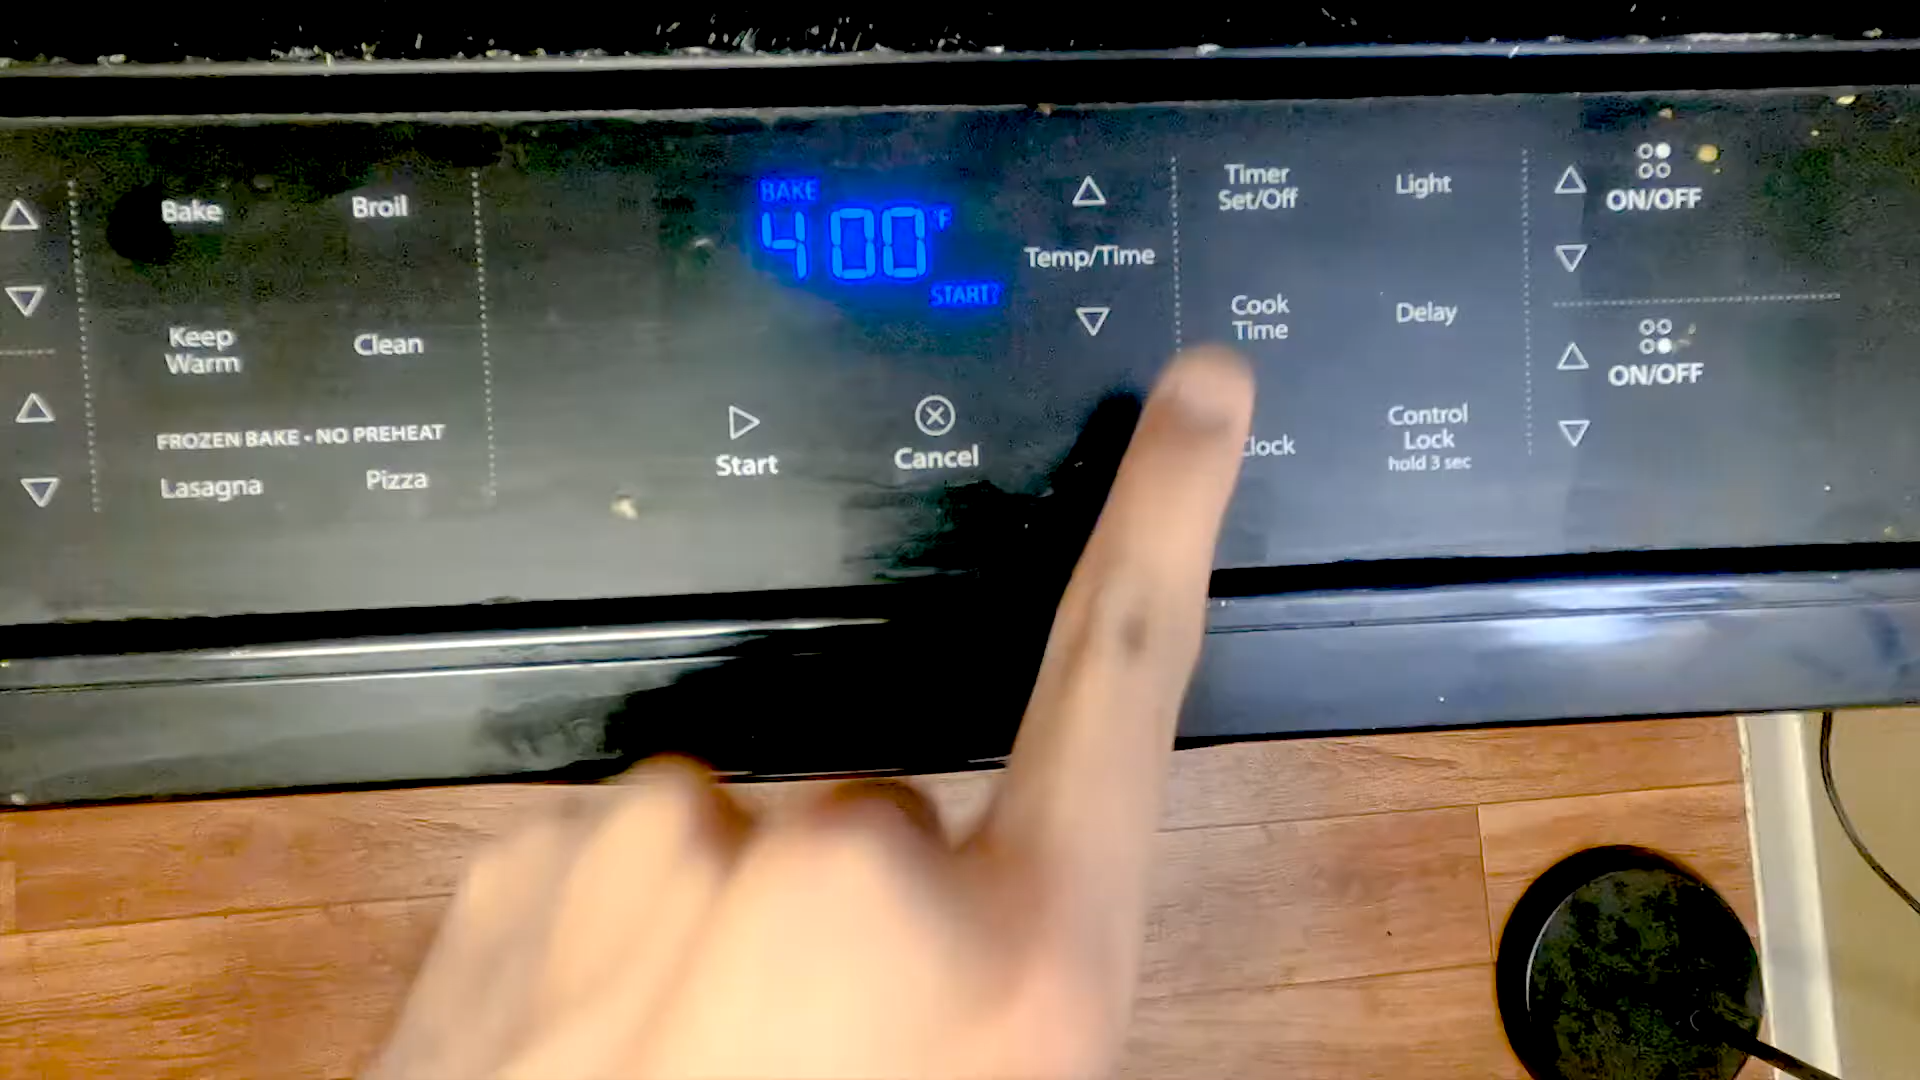 Bake
Broil
Keep
Warm
Clean
FROZEN BAKE - NO PREHEAT
Lasagna
Pizza
BAKE
400°F
START?
Start
Cancel
Temp/Time
Timer
Set/Off
Light
Cook
Time
Delay
lock
Control
Lock
hold 3 sec
ON/OFF
ON/OFF